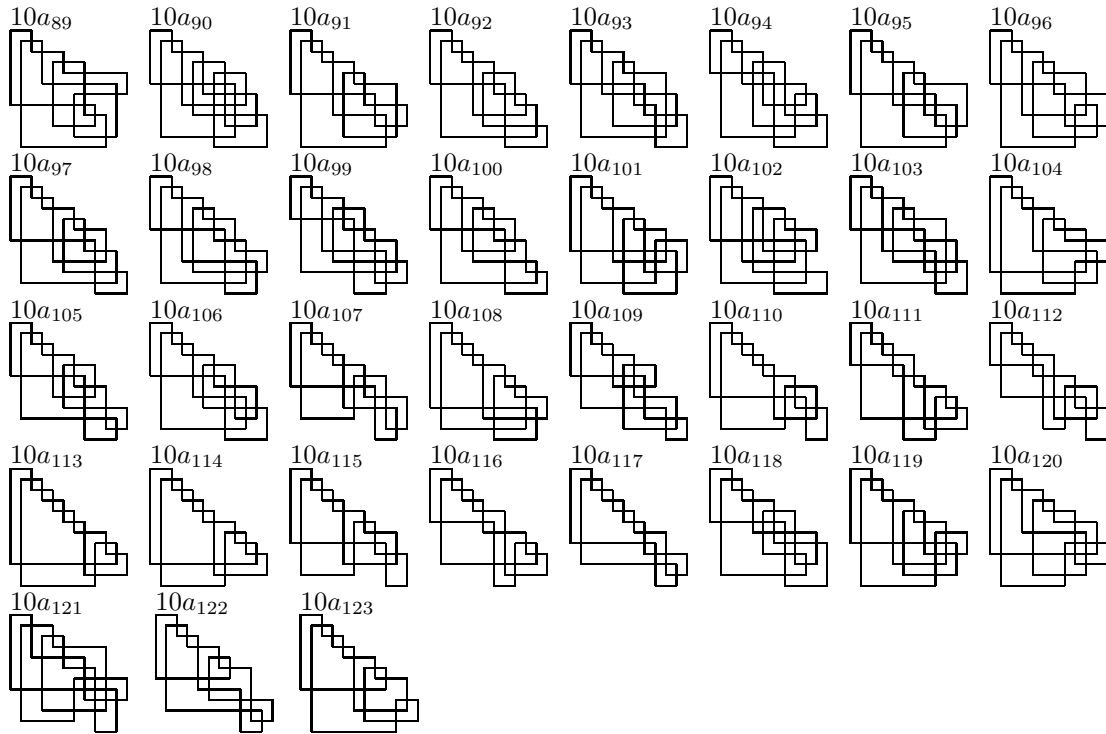 10a₈₉ 10a₉₀ 10a₉₁ 10a₉₂ 10a₉₃ 10a₉₄ 10a₉₅ 10a₉₆
10a₉₇ 10a₉₈ 10a₉₉ 10a₁₀₀ 10a₁₀₁ 10a₁₀₂ 10a₁₀₃ 10a₁₀₄
10a₁₀₅ 10a₁₀₆ 10a₁₀₇ 10a₁₀₈ 10a₁₀₉ 10a₁₁₀ 10a₁₁₁ 10a₁₁₂
10a₁₁₃ 10a₁₁₄ 10a₁₁₅ 10a₁₁₆ 10a₁₁₇ 10a₁₁₈ 10a₁₁₉ 10a₁₂₀
10a₁₂₁ 10a₁₂₂ 10a₁₂₃